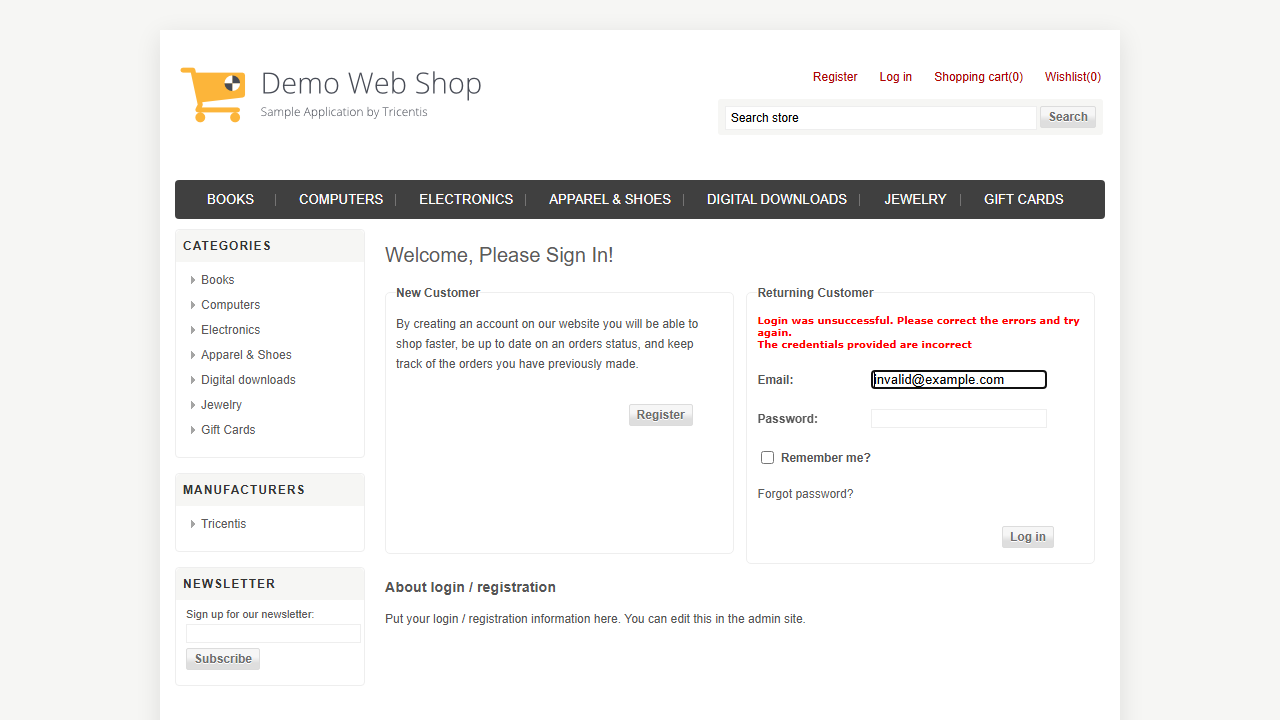 Demo Web Shop
Sample Application by Tricentis
Register Log in Shopping cart(0) Wishlist(0)
Search store Search
BOOKS COMPUTERS ELECTRONICS APPAREL & SHOES DIGITAL DOWNLOADS JEWELRY GIFT CARDS
CATEGORIES
Books
Computers
Electronics
Apparel & Shoes
Digital downloads
Jewelry
Gift Cards
MANUFACTURERS
Tricentis
NEWSLETTER
Sign up for our newsletter:
Subscribe
Welcome, Please Sign In!
New Customer
By creating an account on our website you will be able to
shop faster, be up to date on an orders status, and keep
track of the orders you have previously made.
Register
Returning Customer
Login was unsuccessful. Please correct the errors and try
again.
The credentials provided are incorrect
Email: invalid@example.com
Password:
Remember me?
Forgot password?
Log in
About login / registration
Put your login / registration information here. You can edit this in the admin site.